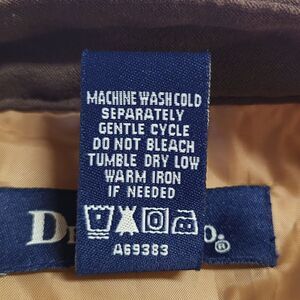 MACHINE WASH COLD
SEPARATELY
GENTLE CYCLE
DO NOT BLEACH
TUMBLE DRY LOW
WARM IRON
IF NEEDED
A69383